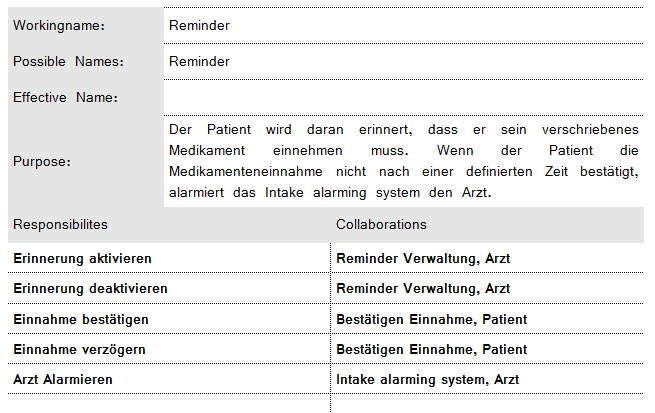 Workingname: Reminder
Possible Names: Reminder
Effective Name:
Purpose: Der Patient wird daran erinnert, dass er sein verschriebenes
Medikament einnehmen muss. Wenn der Patient die
Medikamenteneinnahme nicht nach einer definierten Zeit bestätigt,
alarmiert das Intake alarming system den Arzt.
Responsibilites Collaborations
Erinnerung aktivieren Reminder Verwaltung, Arzt
Erinnerung deaktivieren Reminder Verwaltung, Arzt
Einnahme bestätigen Bestätigen Einnahme, Patient
Einnahme verzögern Bestätigen Einnahme, Patient
Arzt Alarmieren Intake alarming system, Arzt